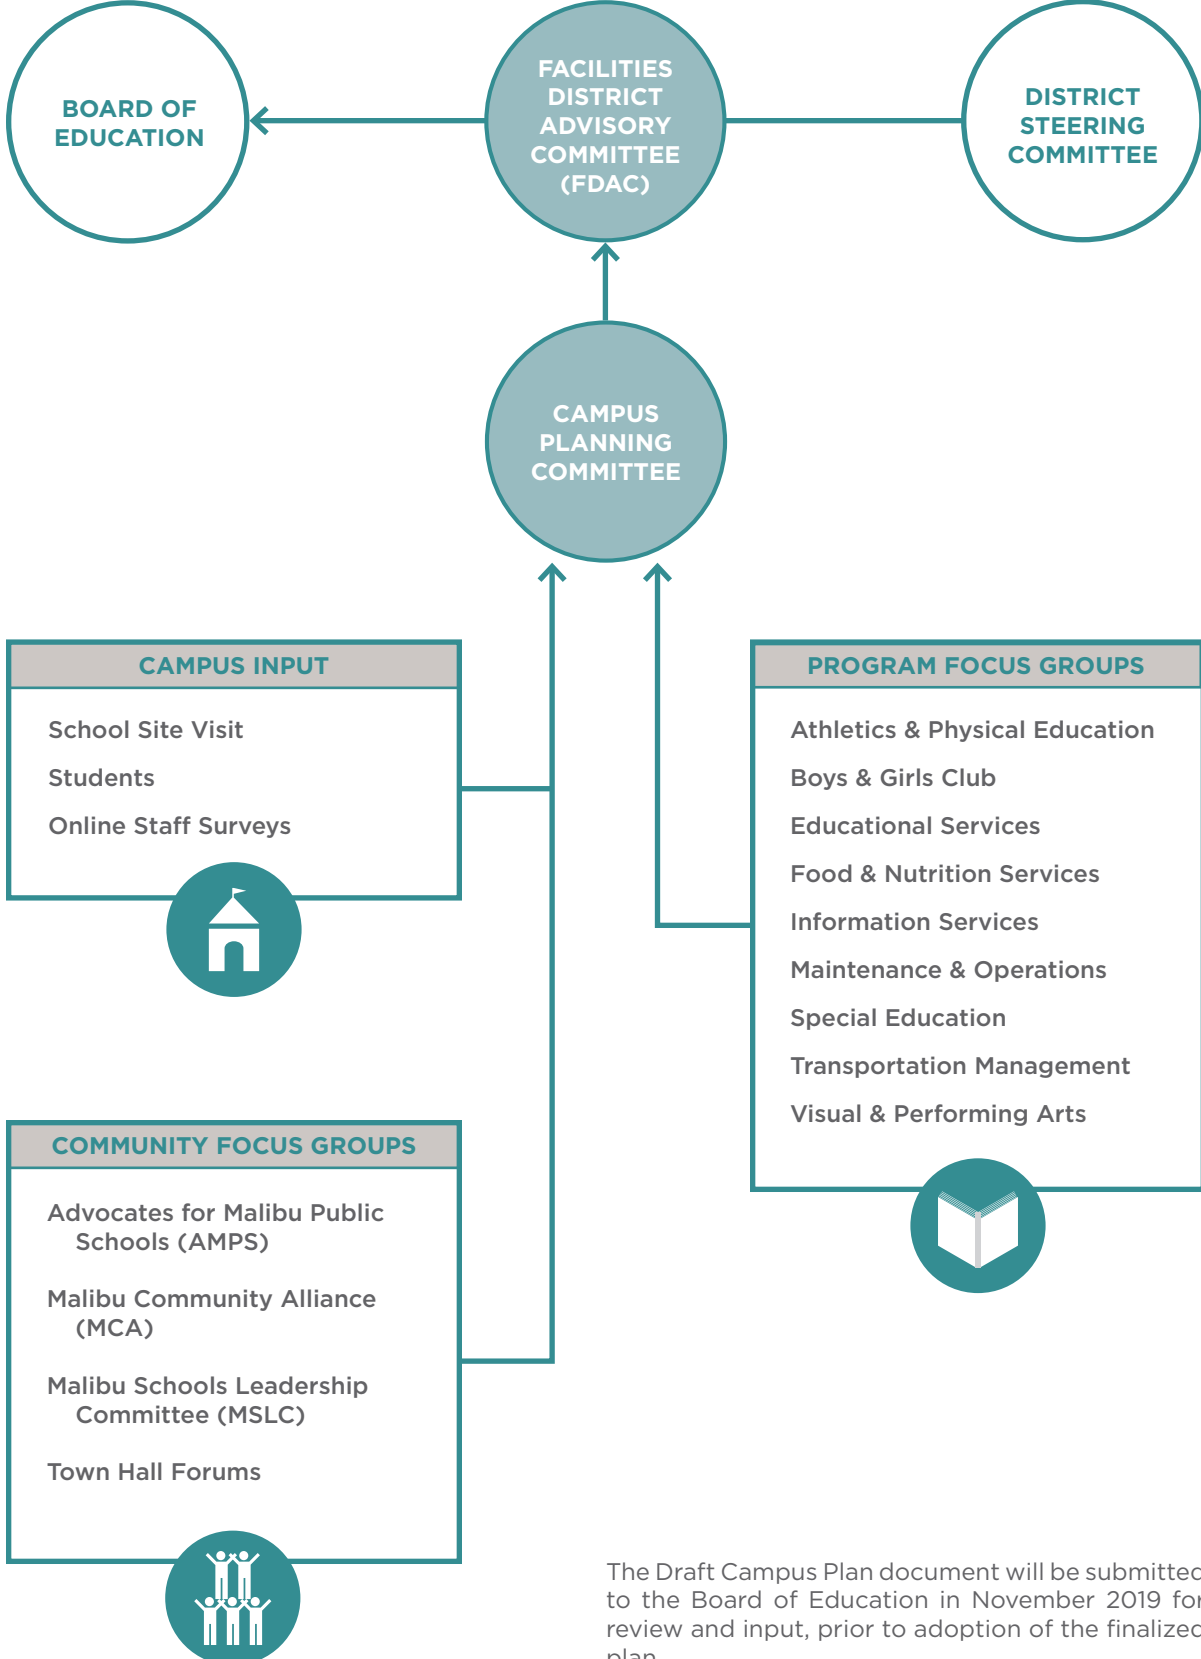 BOARD OF
EDUCATION
FACILITIES
DISTRICT
ADVISORY
COMMITTEE
(FDAC)
DISTRICT
STEERING
COMMITTEE
CAMPUS
PLANNING
COMMITTEE
CAMPUS INPUT
School Site Visit
Students
Online Staff Surveys
COMMUNITY FOCUS GROUPS
Advocates for Malibu Public
Schools (AMPS)
Malibu Community Alliance
(MCA)
Malibu Schools Leadership
Committee (MSLC)
Town Hall Forums
PROGRAM FOCUS GROUPS
Athletics & Physical Education
Boys & Girls Club
Educational Services
Food & Nutrition Services
Information Services
Maintenance & Operations
Special Education
Transportation Management
Visual & Performing Arts
The Draft Campus Plan document will be submitted
to the Board of Education in November 2019 for
review and input, prior to adoption of the finalized
plan